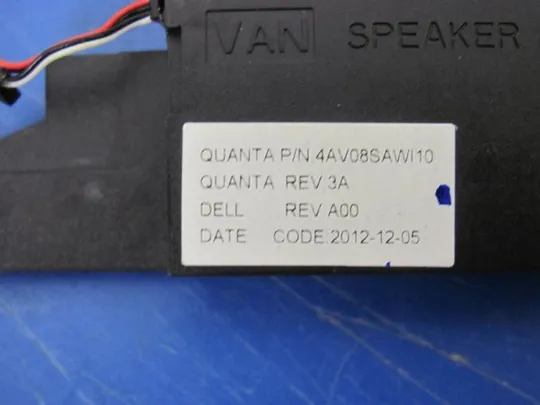 VAN SPEAKER
QUANTA P/N 4AV08SAWI10
QUANTA REV 3A
DELL REV A00
DATE CODE:2012-12-05